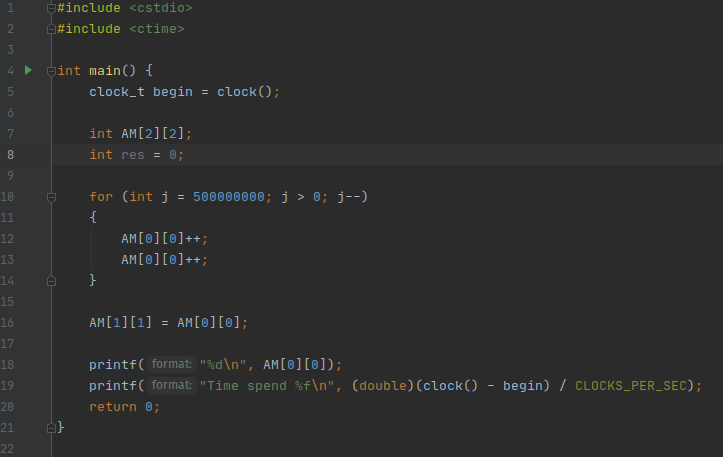 1 #include <cstdio>
2 #include <ctime>
3
4 int main() {
5 clock_t begin = clock();
6
7 int AM[2][2];
8 int res = 0;
9
10 for (int j = 500000000; j > 0; j--)
11 {
12 AM[0][0]++;
13 AM[0][0]++;
14 }
15
16 AM[1][1] = AM[0][0];
17
18 printf( format: "%d\n", AM[0][0]);
19 printf( format: "Time spend %f\n", (double)(clock() - begin) / CLOCKS_PER_SEC);
20 return 0;
21 }
22